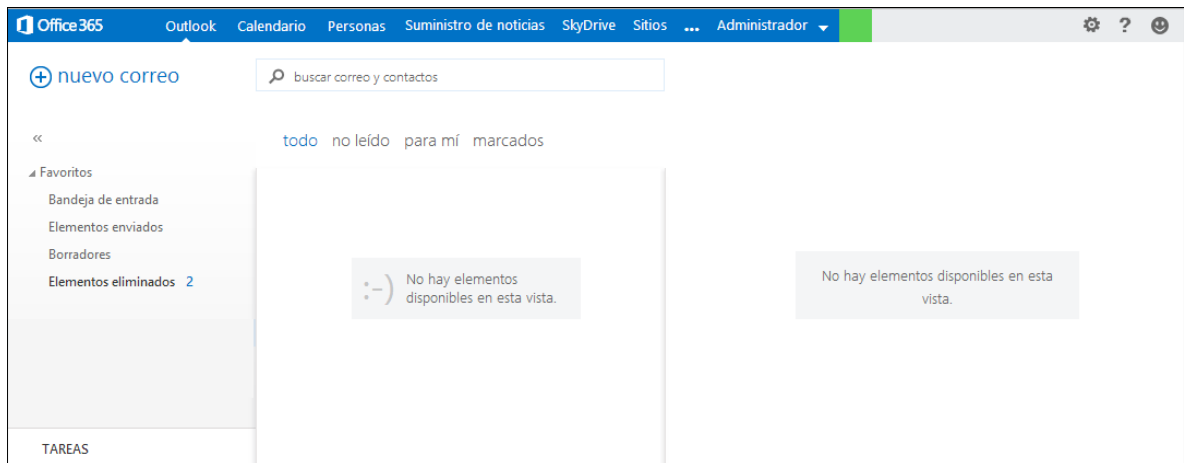 Office 365 Outlook Calendario Personas Suministro de noticias SkyDrive Sitios ... Administrador ?
nuevo correo
buscar correo y contactos
«
todo no leído para mí marcados
Favoritos
Bandeja de entrada
Elementos enviados
Borradores
Elementos eliminados 2
:-)
No hay elementos
disponibles en esta vista.
No hay elementos disponibles en esta
vista.
TAREAS